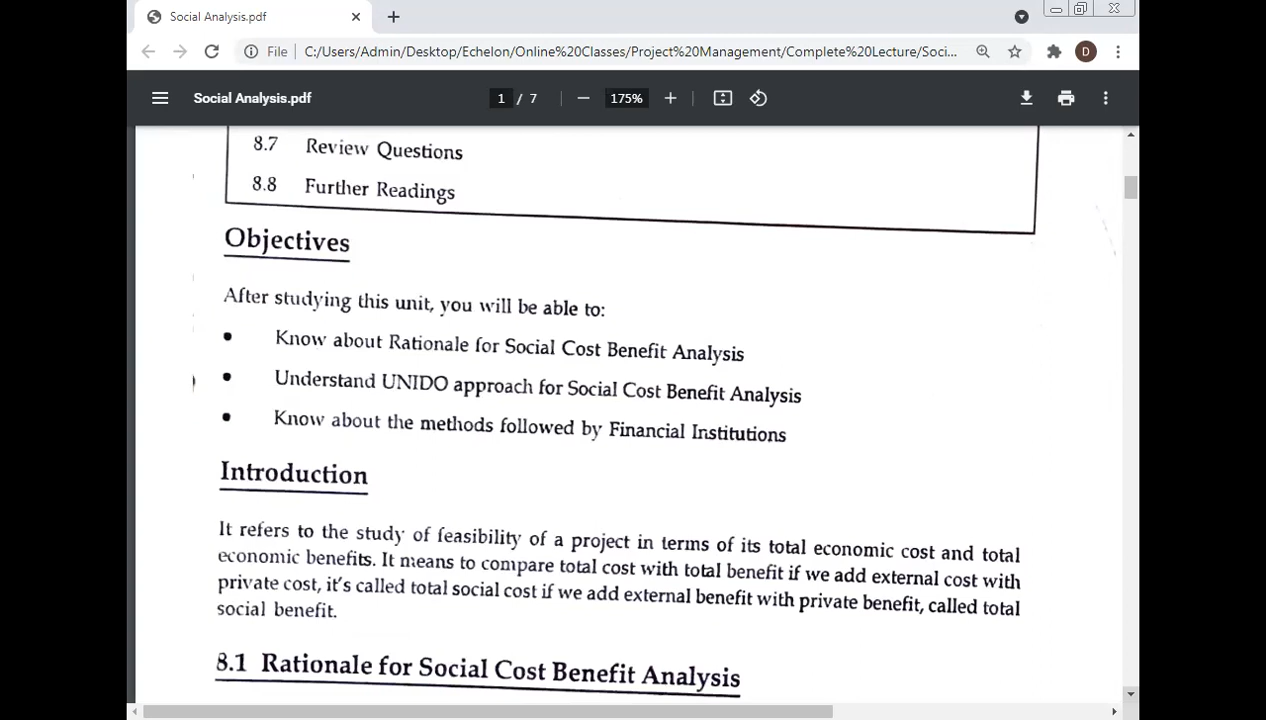 Social Analysis.pdf
File C:/Users/Admin/Desktop/Echelon/Online%20Classes/Project%20Management/Complete%20Lecture/Soci...
D
Social Analysis.pdf
1 / 7
175%
8.7 Review Questions
8.8 Further Readings
Objectives
After studying this unit, you will be able to:
• Know about Rationale for Social Cost Benefit Analysis
• Understand UNIDO approach for Social Cost Benefit Analysis
• Know about the methods followed by Financial Institutions
Introduction
It refers to the study of feasibility of a project in terms of its total economic cost and total
economic benefits. It means to compare total cost with total benefit if we add external cost with
private cost, it's called total social cost if we add external benefit with private benefit, called total
social benefit.
8.1 Rationale for Social Cost Benefit Analysis